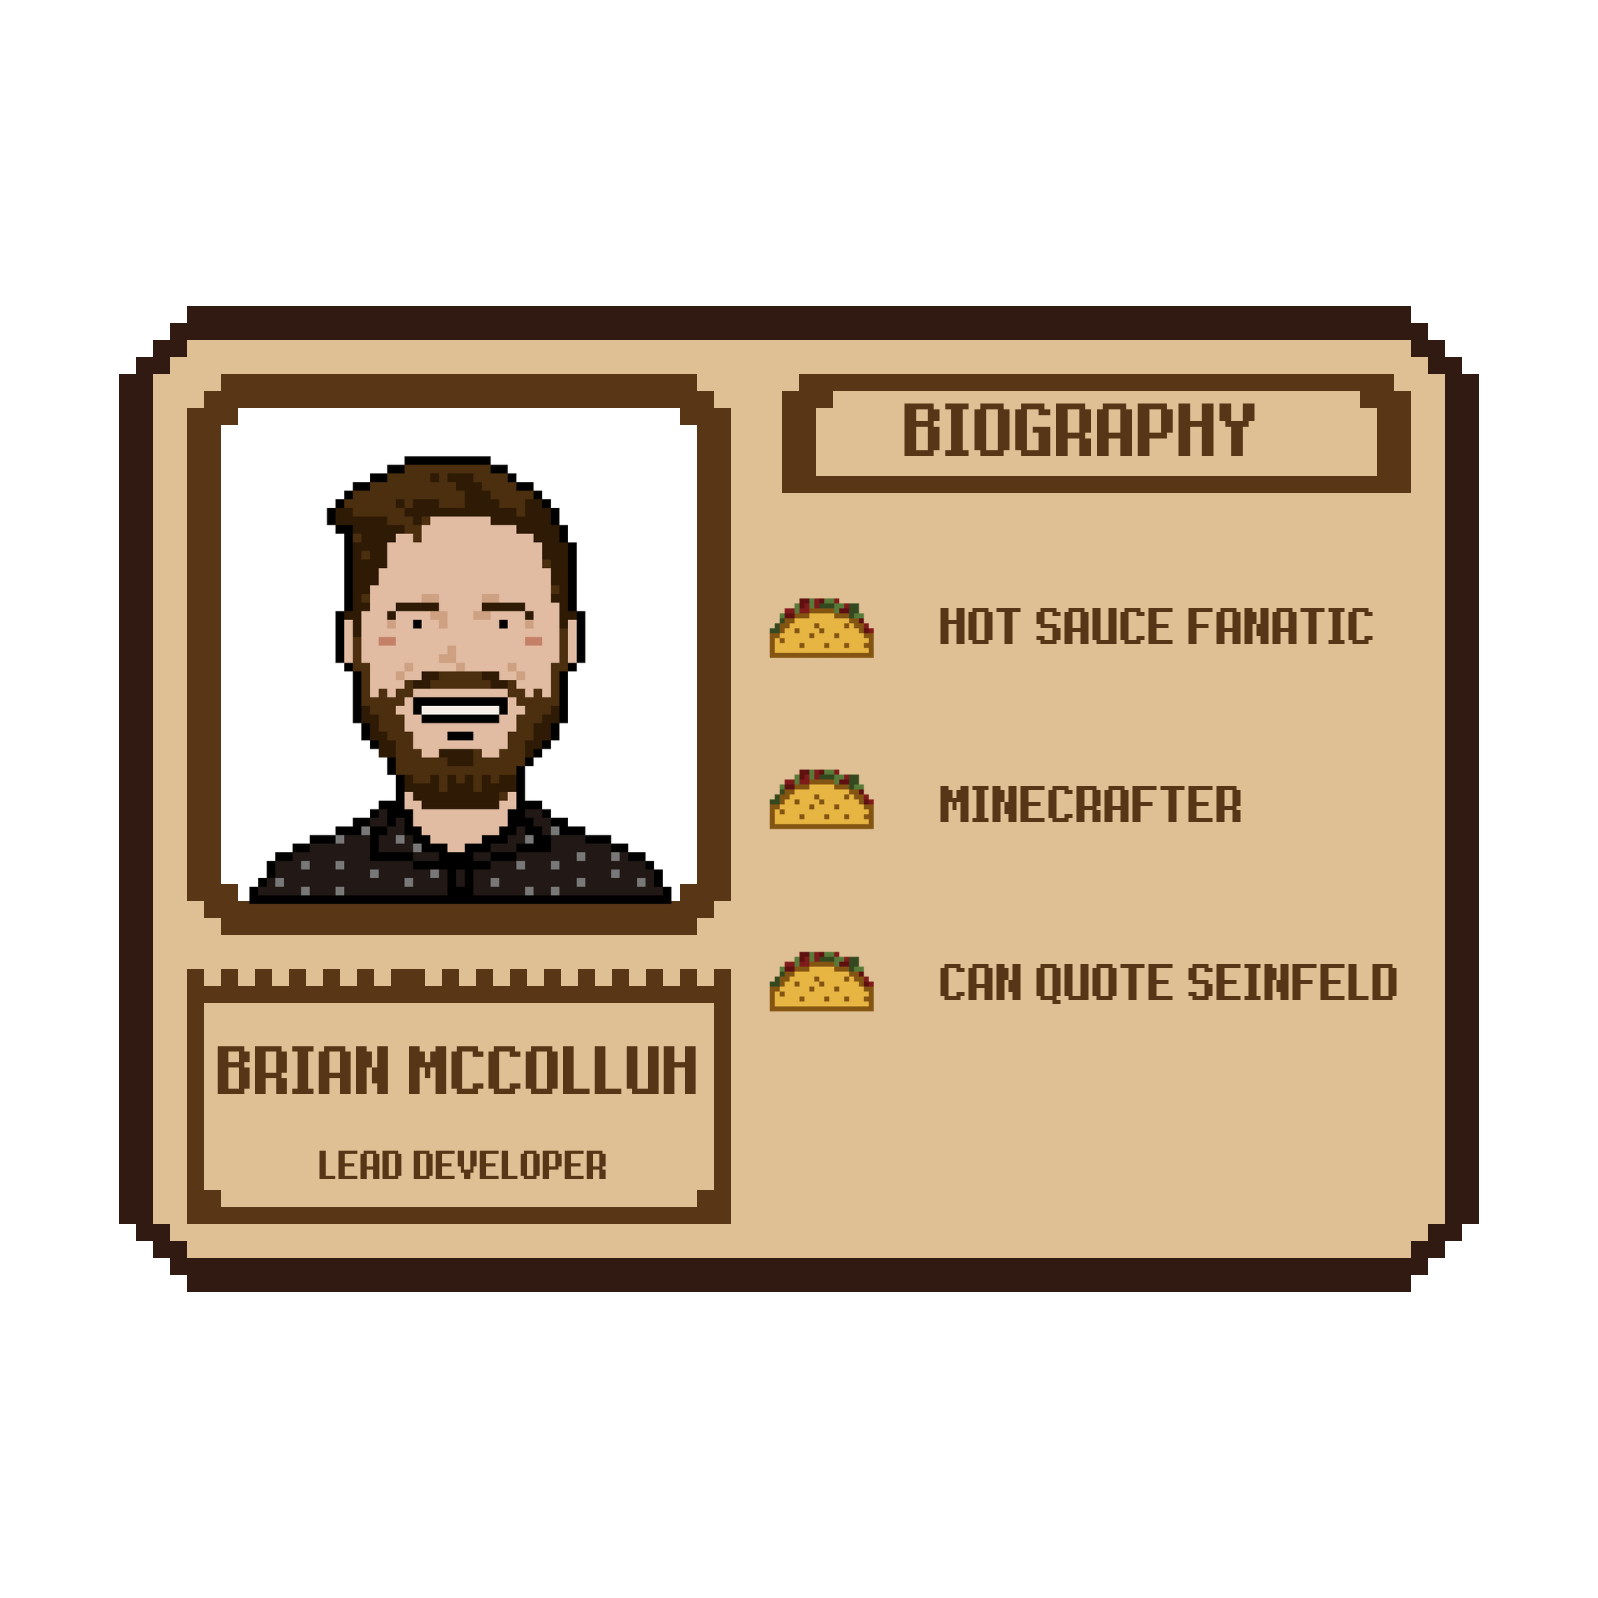 BIOGRAPHY
HOT SAUCE FANATIC
MINECRAFTER
CAN QUOTE SEINFELD
BRIAN MCCOLLUH
LEAD DEVELOPER